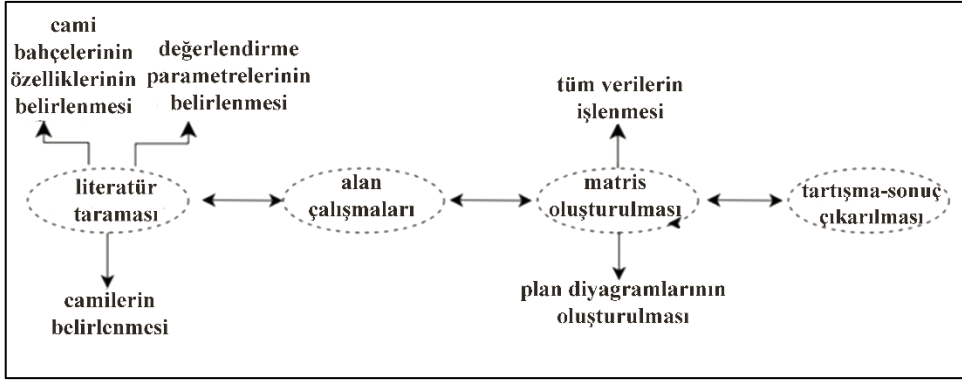 cami
bahçelerinin
özelliklerinin
belirlenmesi
değerlendirme
parametrelerinin
belirlenmesi
tüm verilerin
işlenmesi
literatür
taraması
alan
çalışmaları
matris
oluşturulması
tartışma-sonuç
çıkarılması
camilerin
belirlenmesi
plan diyagramlarının
oluşturulması